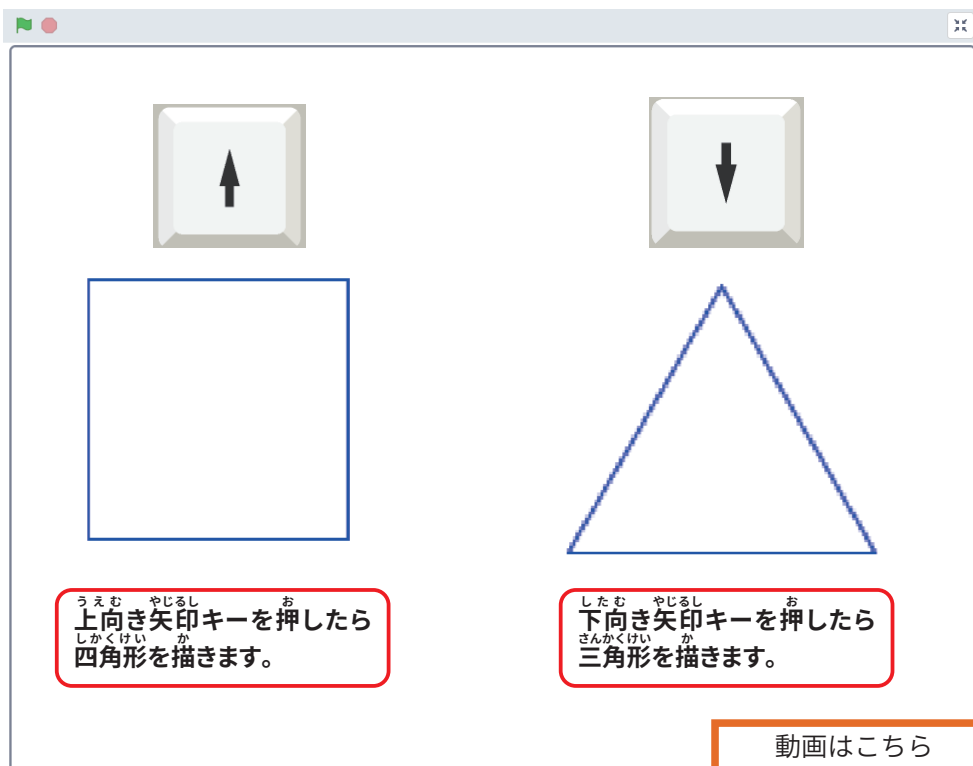 うえむ やじるし お
上向き矢印キーを押したら
しかくけい か
四角形を描きます。
したむ やじるし お
下向き矢印キーを押したら
さんかくけい か
三角形を描きます。
動画はこちら